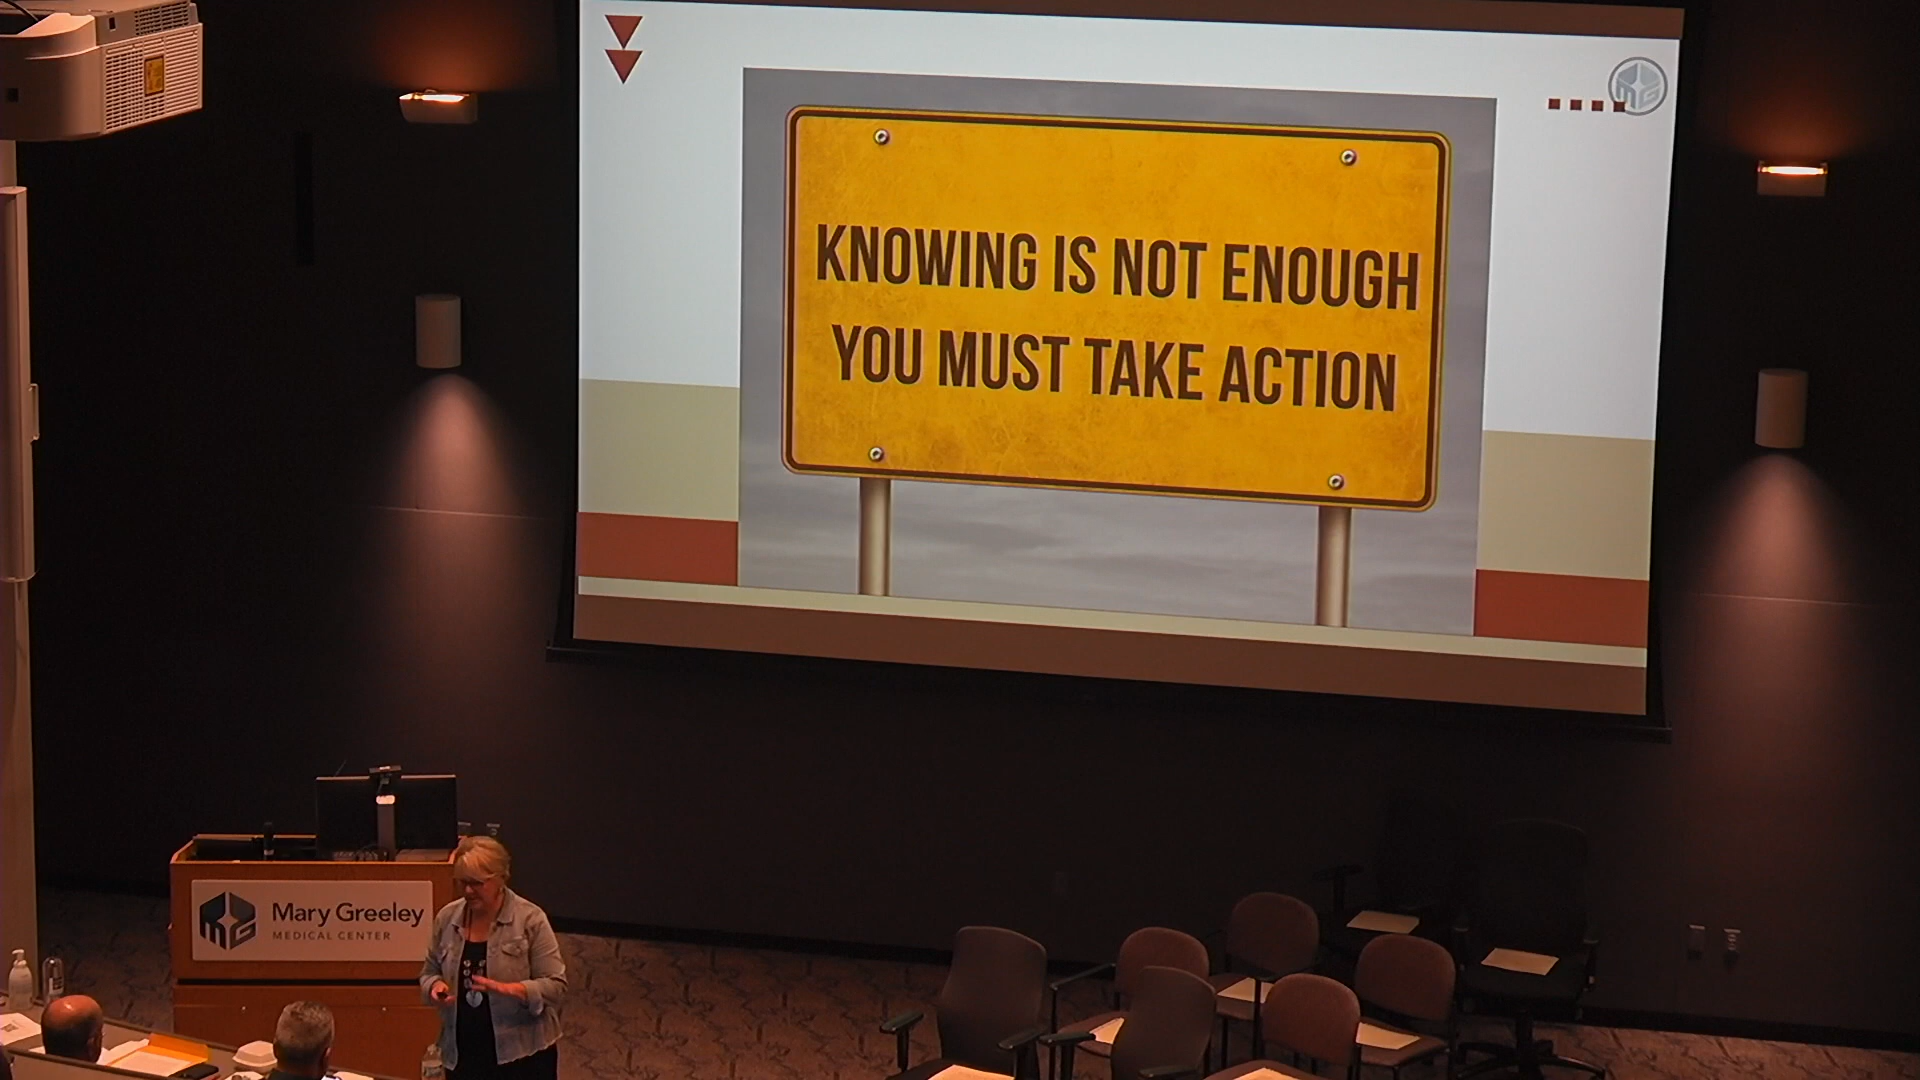 KNOWING IS NOT ENOUGH
YOU MUST TAKE ACTION
Mary Greeley
MEDICAL CENTER